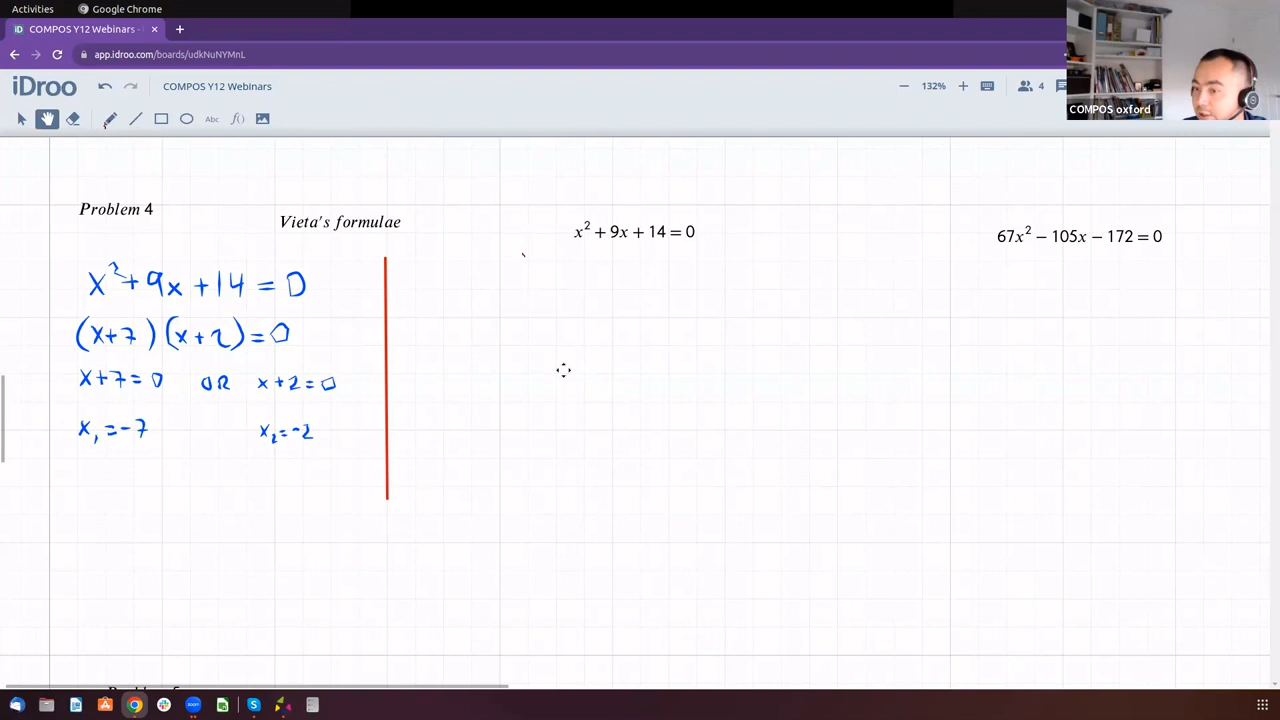 Activities
Google Chrome
COMPOS Y12 Webinars -
app.idroo.com/boards/udkNuNYMnL
iDroo
COMPOS Y12 Webinars
132%
4
Abc
f()
COMPOS oxford
Problem 4
Vieta's formulae
x² + 9x + 14 = 0
67x² − 105x − 172 = 0
x² + 9x + 14 = 0
(x+7)(x+2) = 0
x+7=0 OR x+2=0
x₁ = -7 x₂ = -2